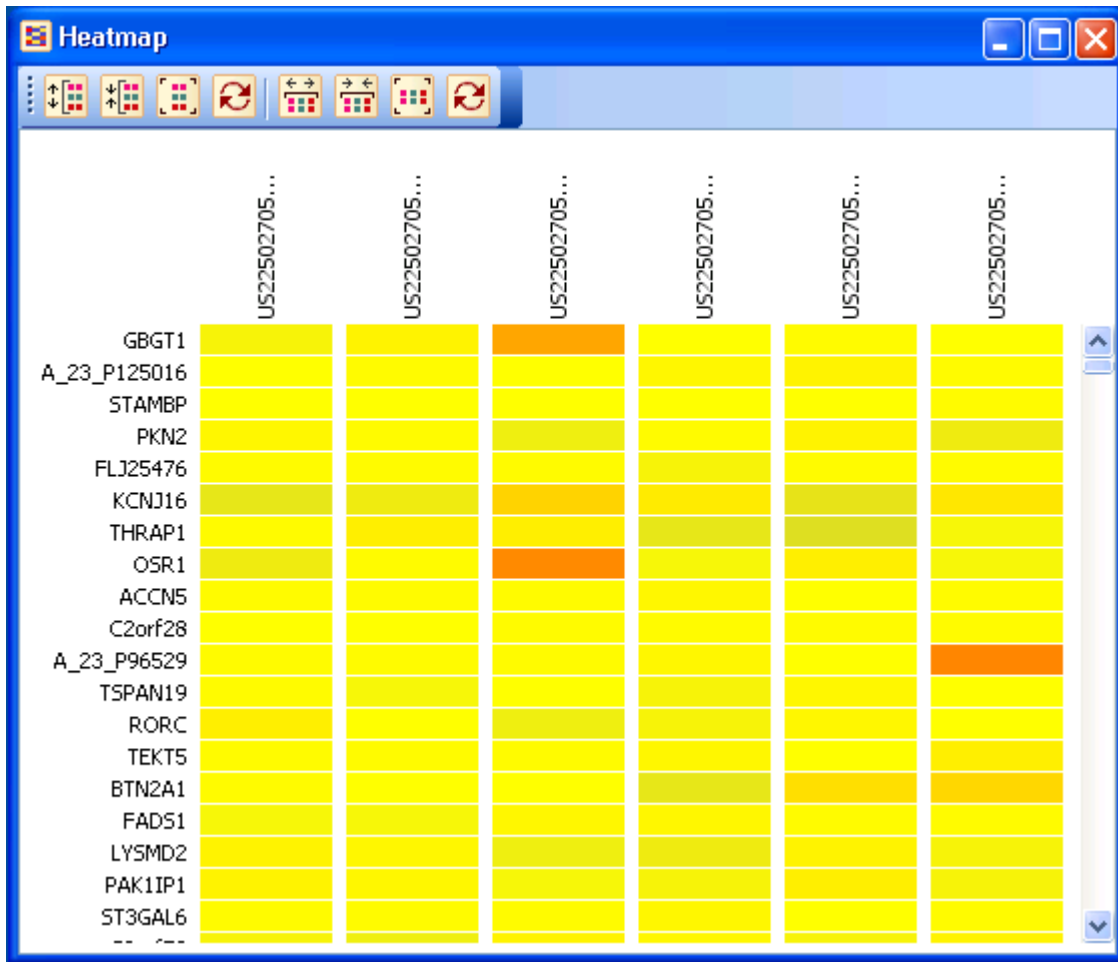 Heatmap
US22502705... US22502705... US22502705... US22502705... US22502705... US22502705...
GBGT1
A_23_P125016
STAMBP
PKN2
FLJ25476
KCNJ16
THRAP1
OSR1
ACCN5
C2orf28
A_23_P96529
TSPAN19
RORC
TEKT5
BTN2A1
FADS1
LYSMD2
PAK1IP1
ST3GAL6